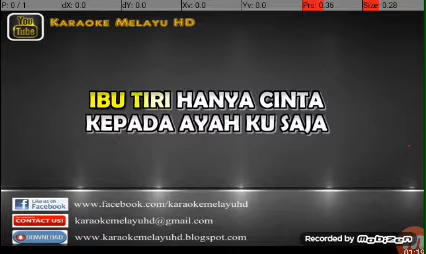 P: 0 / 1 dX: 0.0 dY: 0.0 Xv: 0.0 Yv: 0.0 Prs: 0.36 Size: 0.28
You Tube KARAOKE MELAYU HD
IBU TIRI HANYA CINTA
KEPADA AYAH KU SAJA
Like us on
Facebook www.facebook.com/karaokemelayuhd
CONTACT US! karaokemelayuhd@gmail.com
DOWNLOAD www.karaokemelayuhd.blogspot.com
Recorded by Mobizen